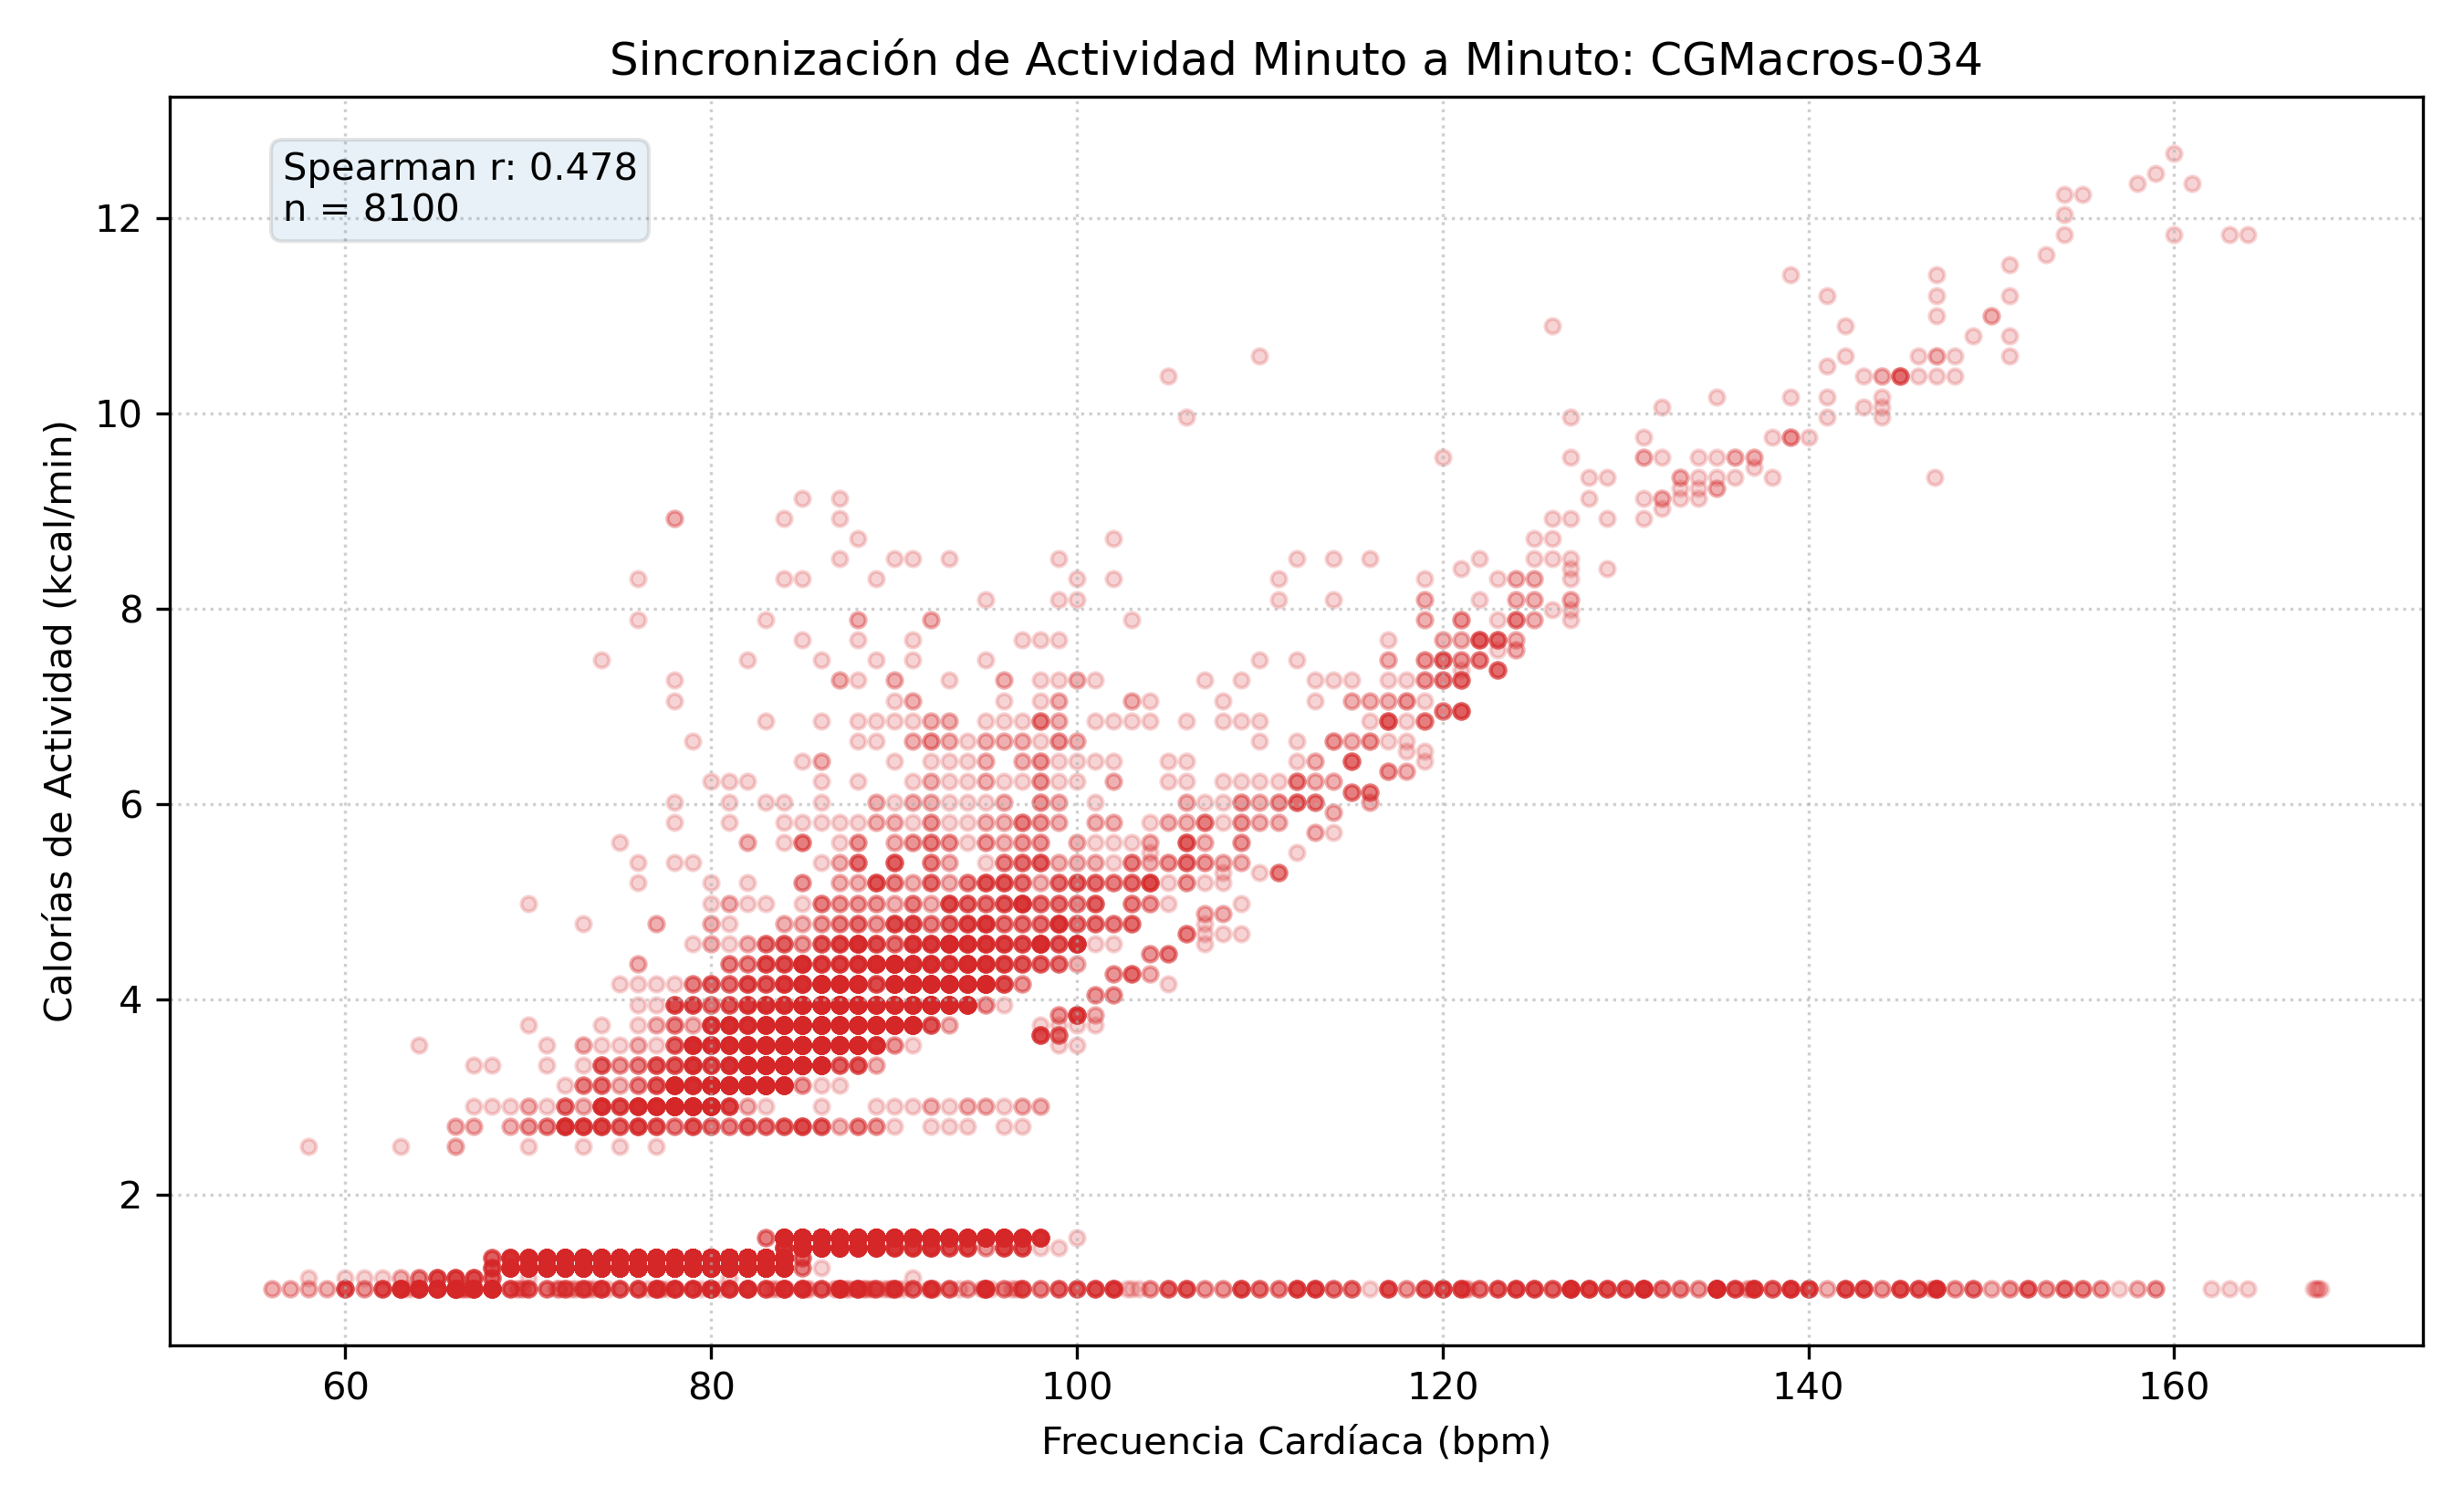 Sincronización de Actividad Minuto a Minuto: CGMacros-034
Spearman r: 0.478
n = 8100
Calorías de Actividad (kcal/min)
12
10
8
6
4
2
60 80 100 120 140 160
Frecuencia Cardíaca (bpm)